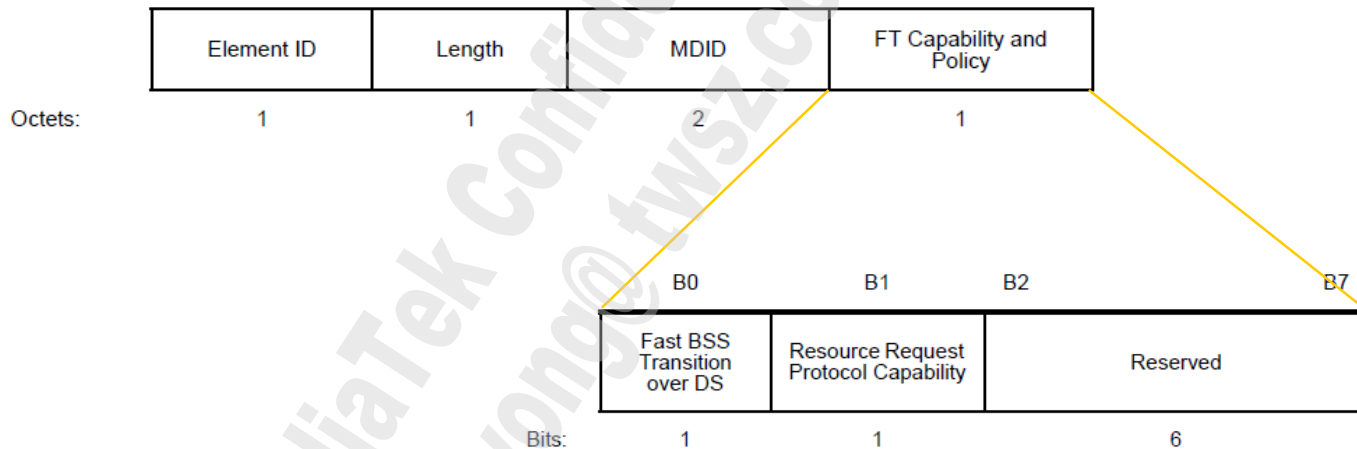 Element ID
Length
MDID
FT Capability and
Policy
Octets:
1
1
2
1
B0
B1
B2
B7
Fast BSS
Transition
over DS
Resource Request
Protocol Capability
Reserved
Bits:
1
1
6